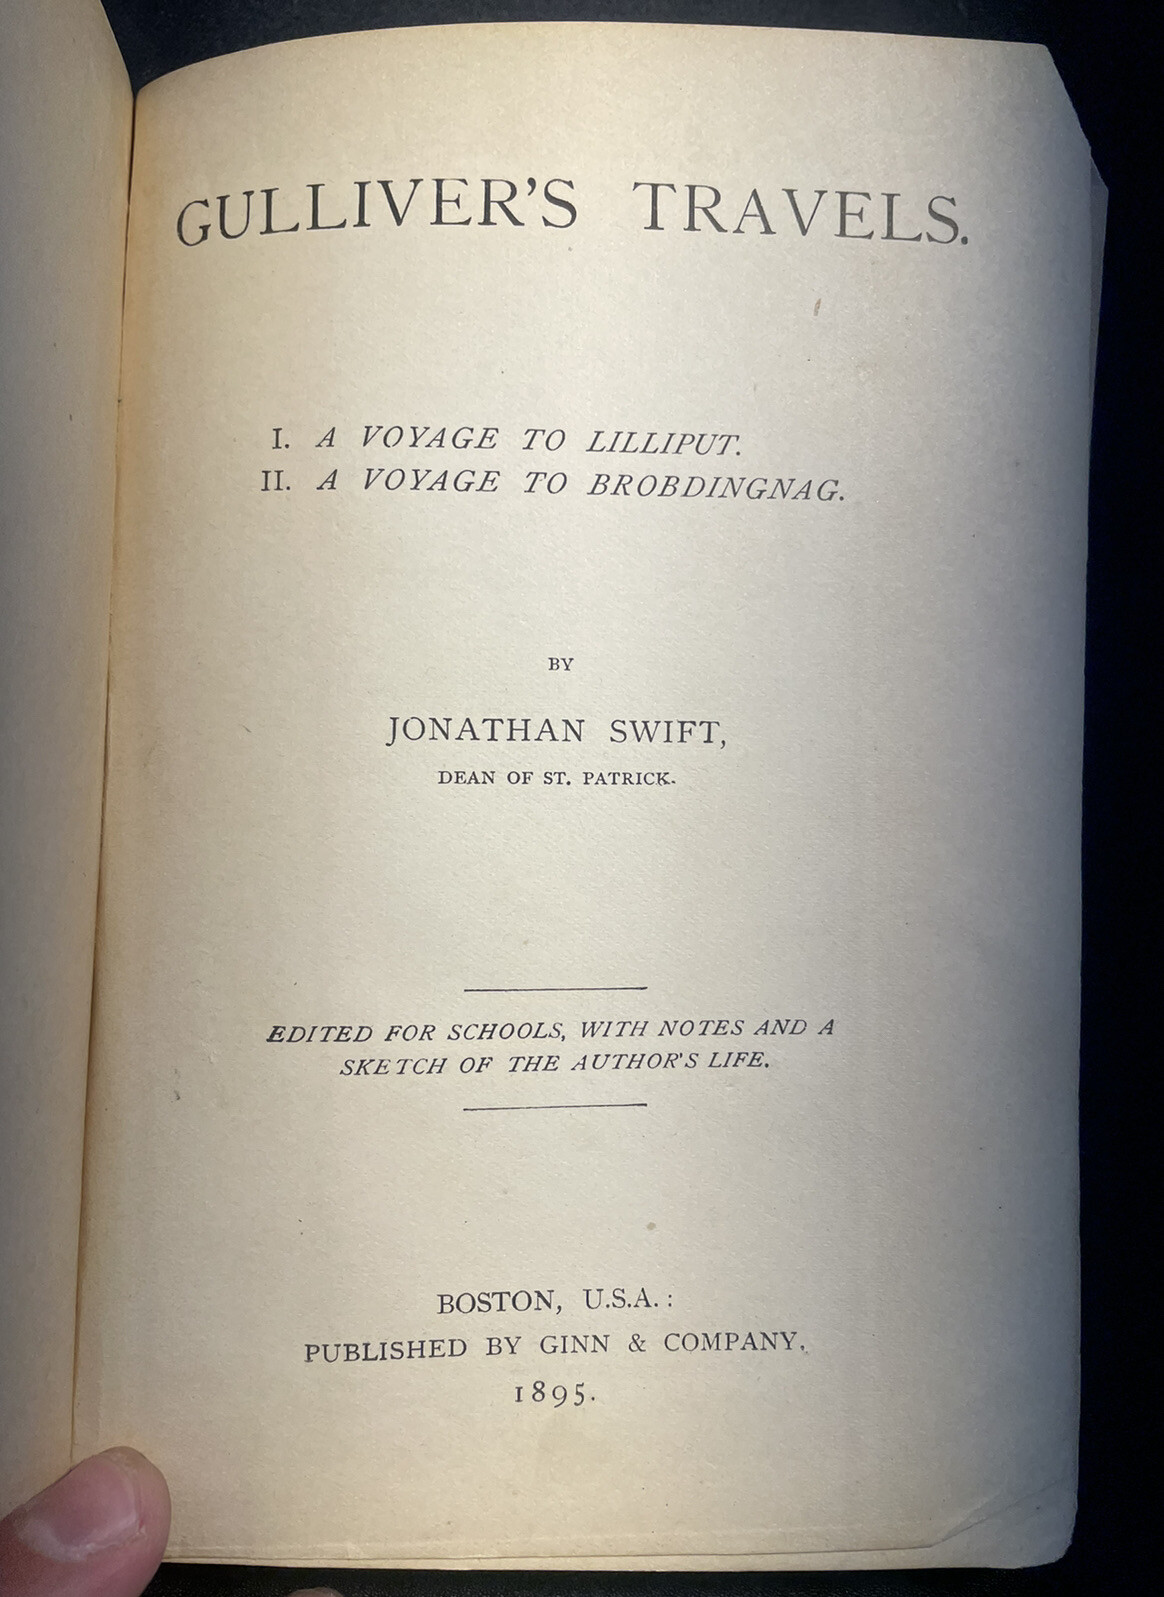 GULLIVER'S TRAVELS.
I. A VOYAGE TO LILLIPUT.
II. A VOYAGE TO BROBDINGNAG.
BY
JONATHAN SWIFT,
DEAN OF ST. PATRICK.
EDITED FOR SCHOOLS, WITH NOTES AND A
SKETCH OF THE AUTHOR'S LIFE.
BOSTON, U.S.A.:
PUBLISHED BY GINN & COMPANY.
1895.